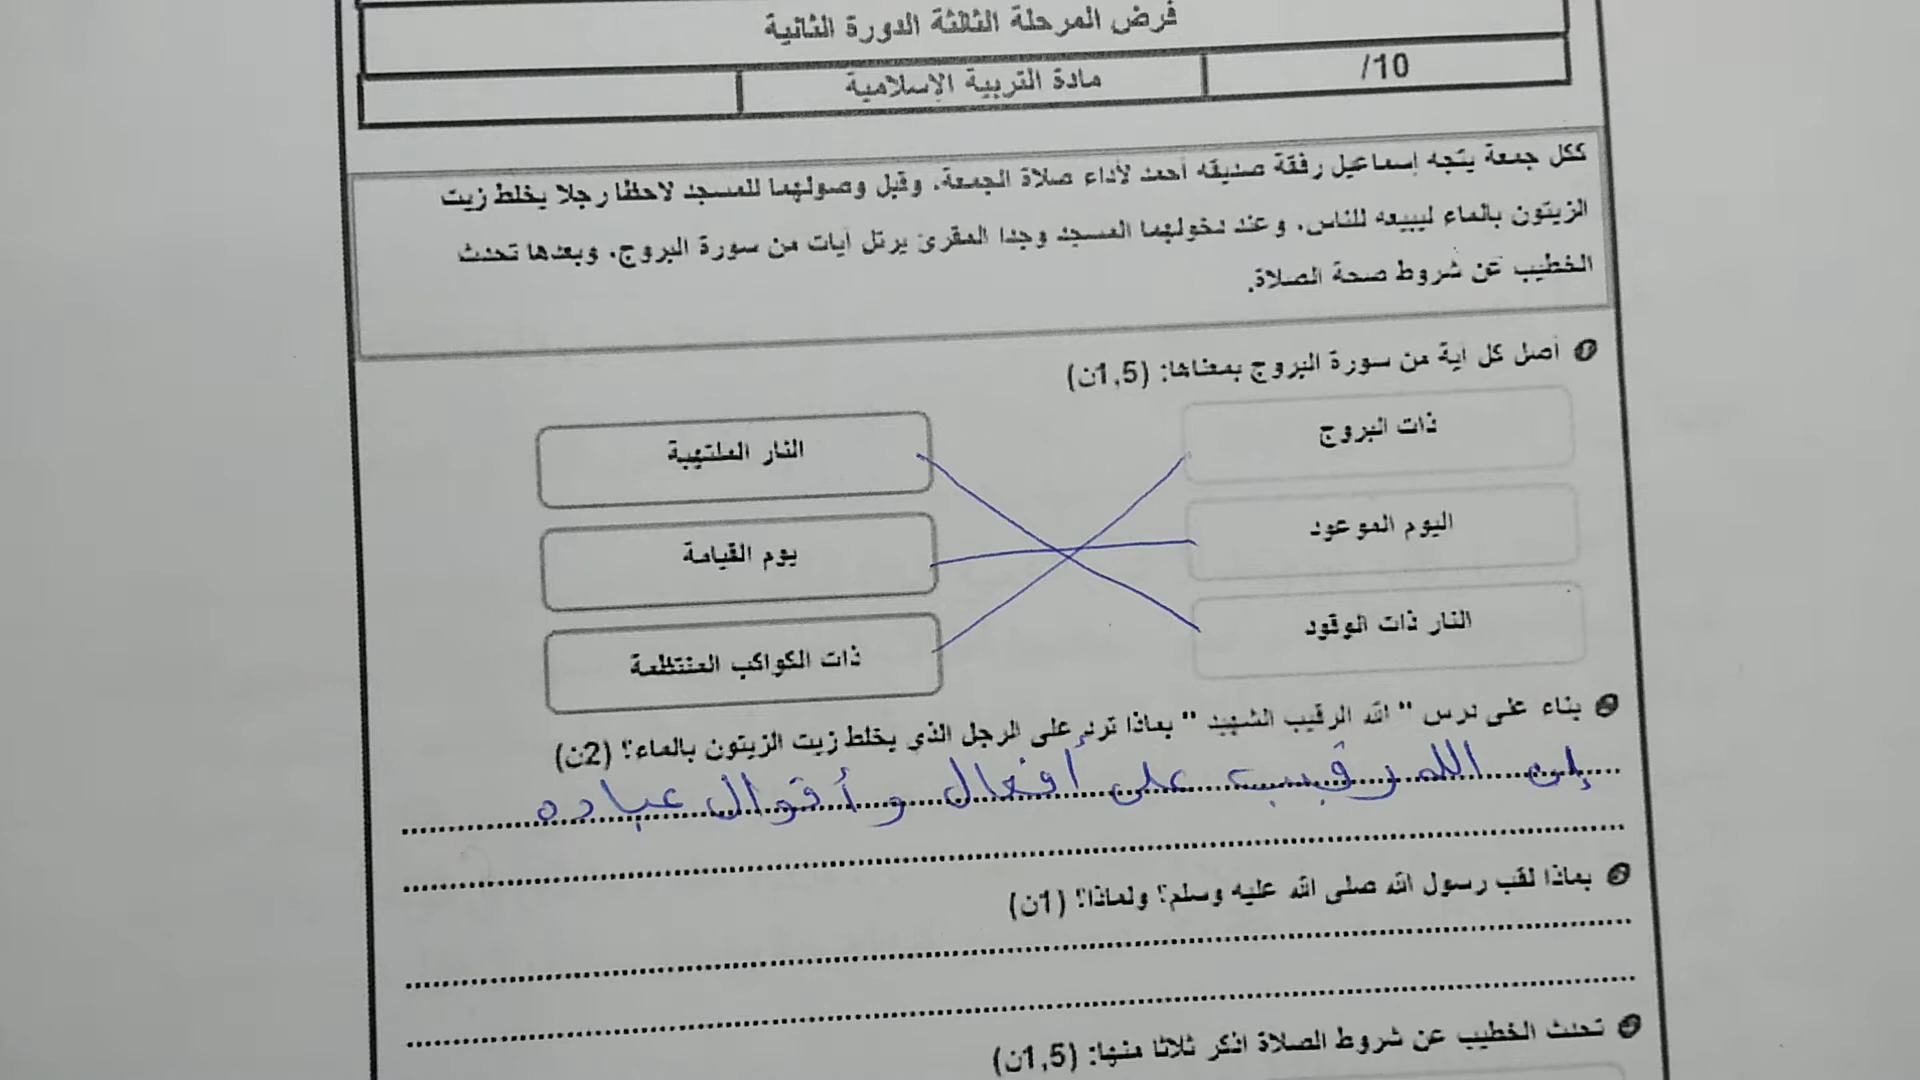 فرض المرحلة الثالثة الدورة الثانية
/10
مادة التربية الإسلامية
ككل جمعة يتجه إسماعيل رفقة صديقه أحمد لأداء صلاة الجمعة، وقبل وصولهما للمسجد لاحظا رجلا يخلط زيت
الزيتون بالماء ليبيعه للناس، وعند دخولهما المسجد وجدا المقرئ يرتل آيات من سورة البروج، وبعدها تحدث
الخطيب عن شروط صحة الصلاة.
أصل كل آية من سورة البروج بمعناها: (1,5ن)
ذات البروج
النار الملتهبة
اليوم الموعود
يوم القيامة
النار ذات الوقود
ذات الكواكب المنتظمة
بناء على درس " الله الرقيب الشهيد " بماذا ترد على الرجل الذي يخلط زيت الزيتون بالماء؟ (2ن)
إن الله رقيب على أفعال و أقوال عباده
بماذا لقب رسول الله صلى الله عليه وسلم؟ ولماذا؟ (1ن)
تحدث الخطيب عن شروط الصلاة اذكر ثلاثا منها: (1,5ن)